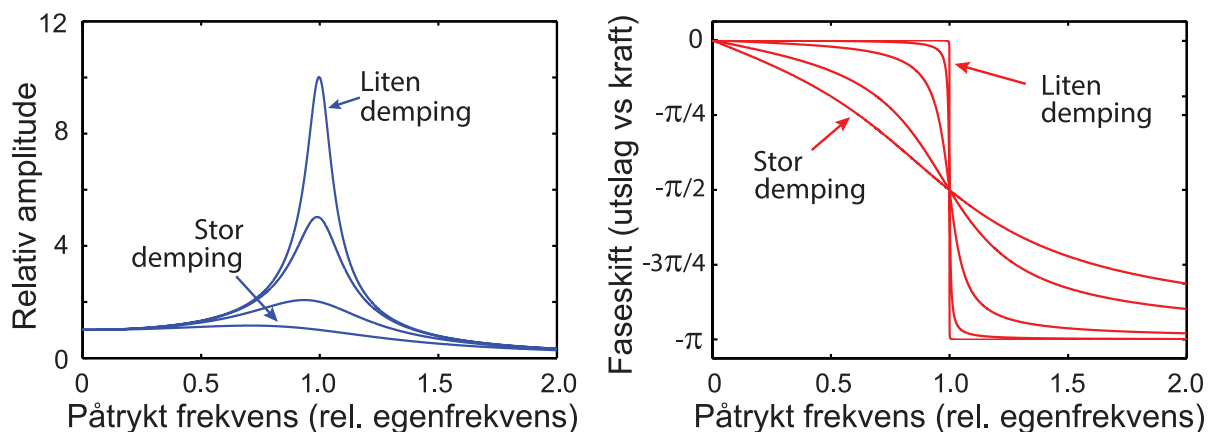 12
8
4
0
Relativ amplitude
Liten
demping
Stor
demping
0
0.5
1.0
1.5
2.0
Påtrykt frekvens (rel. egenfrekvens)
0
-π/4
-π/2
-3π/4
-π
Faseskift (utslag vs kraft)
Liten
demping
Stor
demping
0
0.5
1.0
1.5
2.0
Påtrykt frekvens (rel. egenfrekvens)